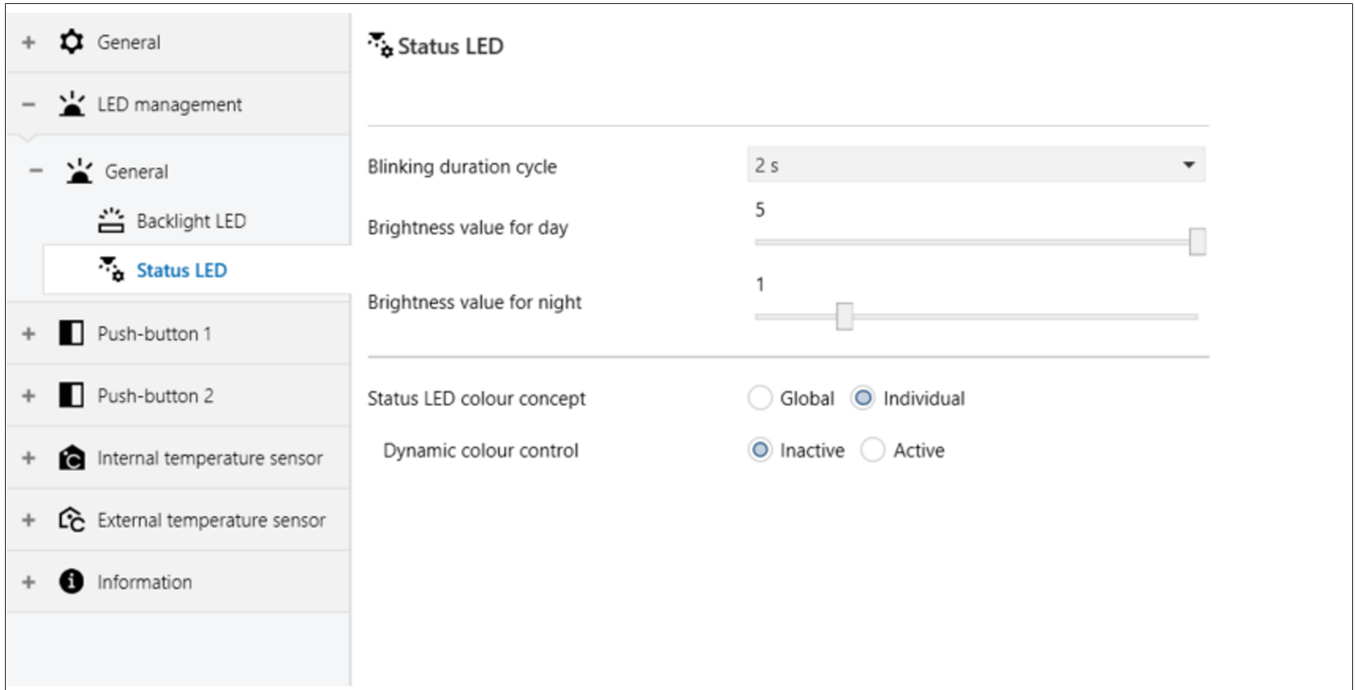 General
LED management
General
Backlight LED
Status LED
Push-button 1
Push-button 2
Internal temperature sensor
External temperature sensor
Information
Status LED
Blinking duration cycle 2 s
Brightness value for day 5
Brightness value for night 1
Status LED colour concept Global Individual
Dynamic colour control Inactive Active